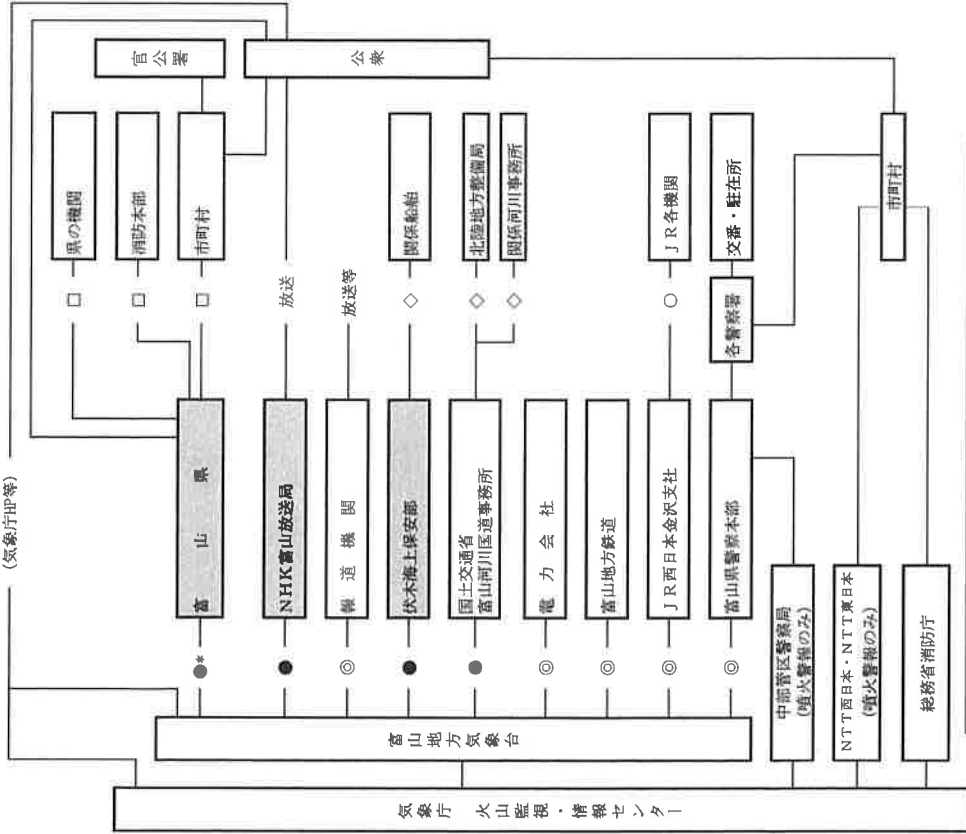 (気象庁HP等)
気象庁 火山監視・情報センター
富山地方気象台
●*
富山県
□
県の機関
□
消防本部
□
市町村
官公署
公衆
●
NHK富山放送局
放送
◎
報道機関
放送等
●
伏木海上保安部
◇
関係船舶
●
国土交通省
富山河川国道事務所
◇
北陸地方整備局
◇
関係河川事務所
◎
電力会社
◎
富山地方鉄道
◎
JR西日本金沢支社
○
JR各機関
◎
富山県警察本部
各警察署
交番・駐在所
中部管区警察局
(噴火警報のみ)
NTT西日本・NTT東日本
(噴火警報のみ)
総務省消防庁
市町村